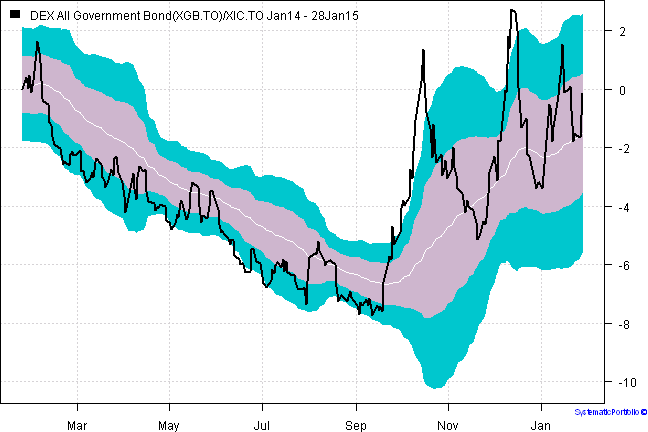 DEX All Government Bond(XGB.TO)/XIC.TO Jan14 - 28Jan15
2
0
-2
-4
-6
-8
-10
Mar May Jul Sep Nov Jan
SystematicPortfolio ©